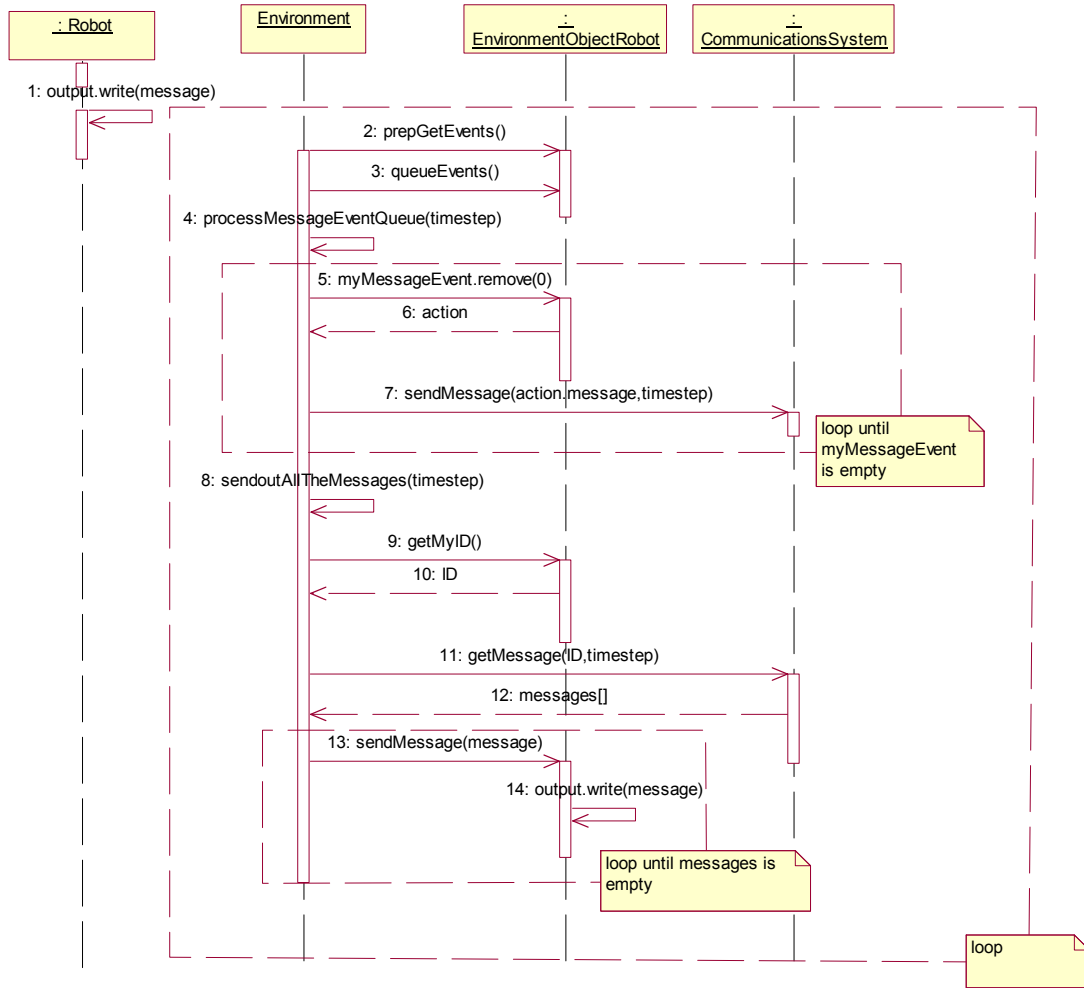 : Robot
Environment
:
EnvironmentObjectRobot
:
CommunicationsSystem
1: output.write(message)
2: prepGetEvents()
3: queueEvents()
4: processMessageEventQueue(timestep)
5: myMessageEvent.remove(0)
6: action
7: sendMessage(action.message,timestep)
loop until
myMessageEvent
is empty
8: sendoutAllTheMessages(timestep)
9: getMyID()
10: ID
11: getMessage(ID,timestep)
12: messages[]
13: sendMessage(message)
14: output.write(message)
loop until messages is
empty
loop